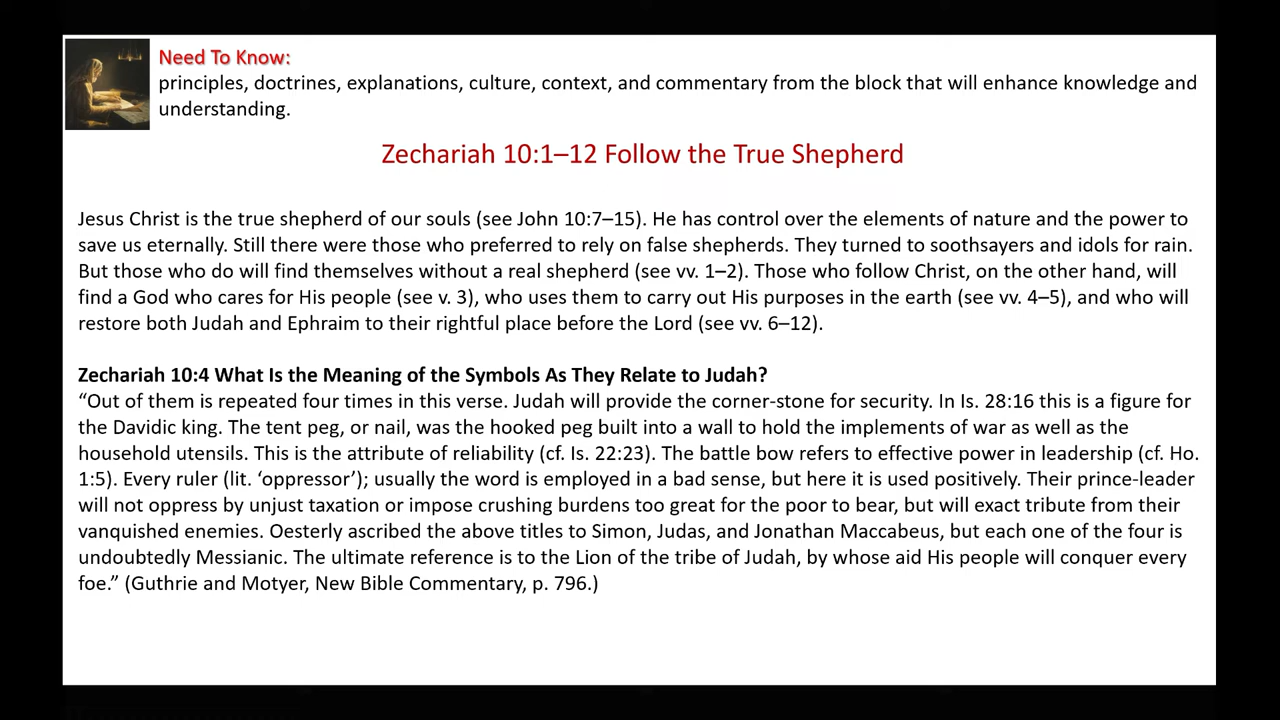 Need To Know:
principles, doctrines, explanations, culture, context, and commentary from the block that will enhance knowledge and
understanding.
Zechariah 10:1–12 Follow the True Shepherd
Jesus Christ is the true shepherd of our souls (see John 10:7–15). He has control over the elements of nature and the power to
save us eternally. Still there were those who preferred to rely on false shepherds. They turned to soothsayers and idols for rain.
But those who do will find themselves without a real shepherd (see vv. 1–2). Those who follow Christ, on the other hand, will
find a God who cares for His people (see v. 3), who uses them to carry out His purposes in the earth (see vv. 4–5), and who will
restore both Judah and Ephraim to their rightful place before the Lord (see vv. 6–12).
Zechariah 10:4 What Is the Meaning of the Symbols As They Relate to Judah?
“Out of them is repeated four times in this verse. Judah will provide the corner-stone for security. In Is. 28:16 this is a figure for
the Davidic king. The tent peg, or nail, was the hooked peg built into a wall to hold the implements of war as well as the
household utensils. This is the attribute of reliability (cf. Is. 22:23). The battle bow refers to effective power in leadership (cf. Ho.
1:5). Every ruler (lit. ‘oppressor’); usually the word is employed in a bad sense, but here it is used positively. Their prince-leader
will not oppress by unjust taxation or impose crushing burdens too great for the poor to bear, but will exact tribute from their
vanquished enemies. Oesterly ascribed the above titles to Simon, Judas, and Jonathan Maccabeus, but each one of the four is
undoubtedly Messianic. The ultimate reference is to the Lion of the tribe of Judah, by whose aid His people will conquer every
foe.” (Guthrie and Motyer, New Bible Commentary, p. 796.)